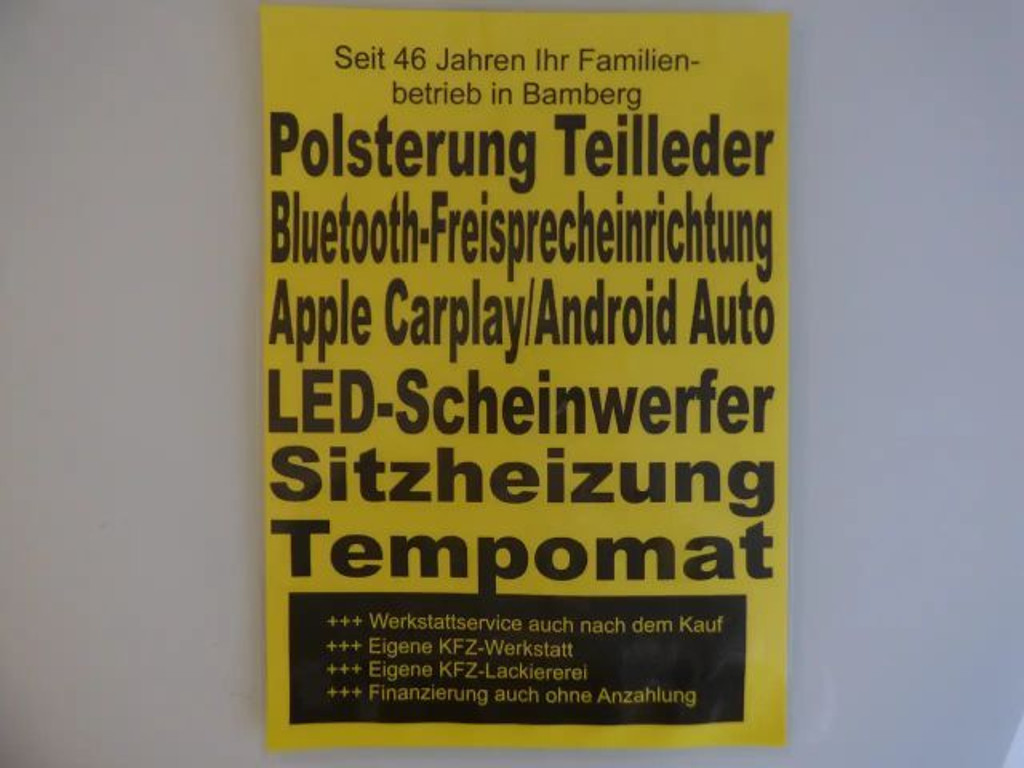 Seit 46 Jahren Ihr Familien-
betrieb in Bamberg
Polsterung Teilleder
Bluetooth-Freisprecheinrichtung
Apple Carplay/Android Auto
LED-Scheinwerfer
Sitzheizung
Tempomat
+++ Werkstattservice auch nach dem Kauf
+++ Eigene KFZ-Werkstatt
+++ Eigene KFZ-Lackiererei
+++ Finanzierung auch ohne Anzahlung